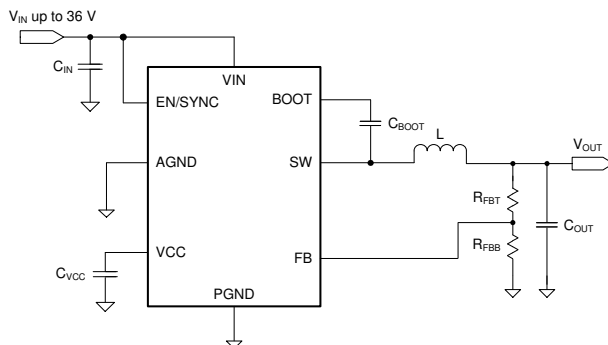 VIN up to 36 V
CIN
VIN
EN/SYNC
BOOT
CBOOT
L
VOUT
AGND
SW
RFBT
COUT
VCC
FB
RFBB
CVCC
PGND